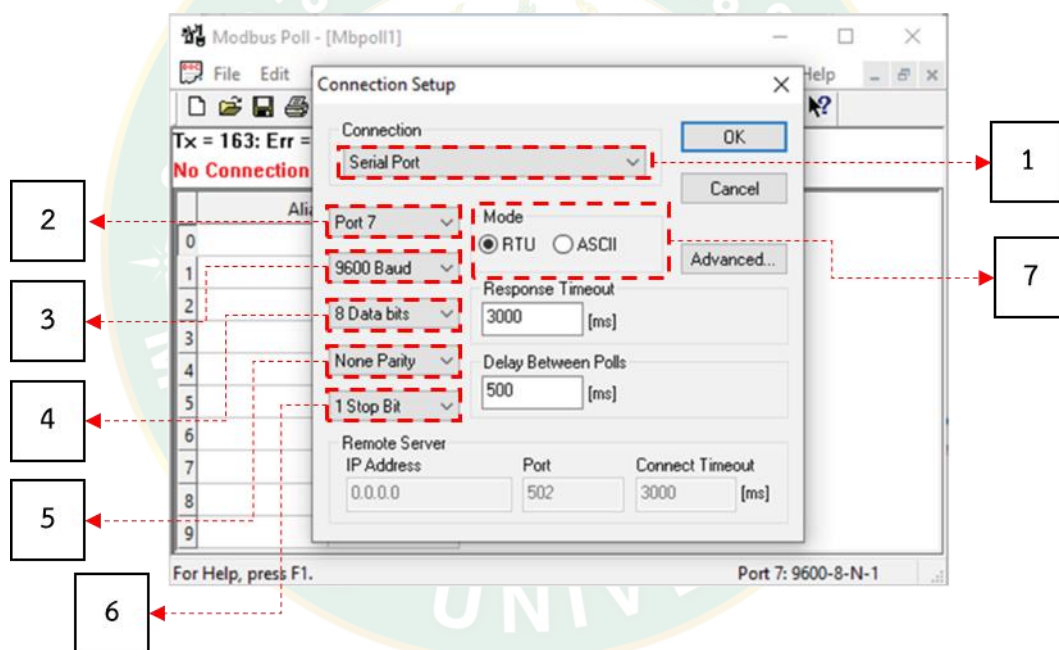 Modbus Poll - [Mbpoll1]
File Edit Help
Connection Setup
Tx = 163: Err =
No Connection
Connection
Serial Port
OK
Cancel
1
2
Port 7
Mode
RTU ASCII
Advanced...
7
3
9600 Baud
Response Timeout
8 Data bits
3000 [ms]
4
None Parity
Delay Between Polls
1 Stop Bit
500 [ms]
5
Remote Server
IP Address Port Connect Timeout
0.0.0.0 502 3000 [ms]
6
Alia
0
1
2
3
4
5
6
7
8
9
For Help, press F1. Port 7: 9600-8-N-1
UNIV